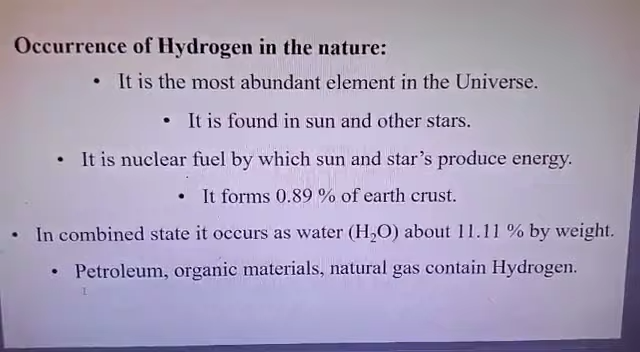 Occurrence of Hydrogen in the nature:
• It is the most abundant element in the Universe.
• It is found in sun and other stars.
• It is nuclear fuel by which sun and star's produce energy.
• It forms 0.89 % of earth crust.
• In combined state it occurs as water (H₂O) about 11.11 % by weight.
• Petroleum, organic materials, natural gas contain Hydrogen.